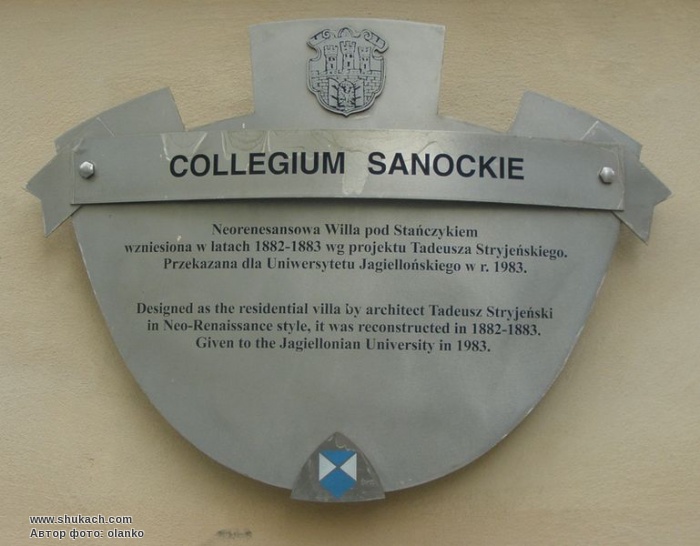 COLLEGIUM SANOCKIE
Neorenesansowa Willa pod Stańczykiem
wzniesiona w latach 1882-1883 wg projektu Tadeusza Stryjeńskiego.
Przekazana dla Uniwersytetu Jagiellońskiego w r. 1983.
Designed as the residential villa by architect Tadeusz Stryjeński
in Neo-Renaissance style, it was reconstructed in 1882-1883.
Given to the Jagiellonian University in 1983.
www.shukach.com
Автор фото: olanko